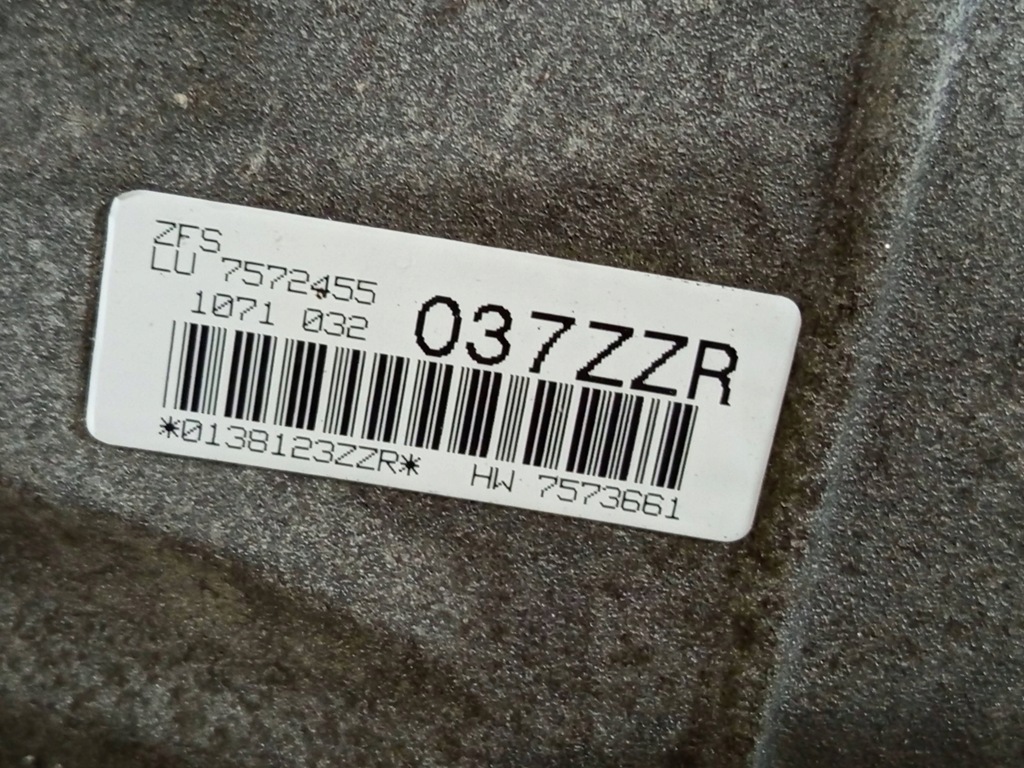 ZFS
LU 7572455
1071 032 037ZZR
*0138123ZZR* HW 7573661